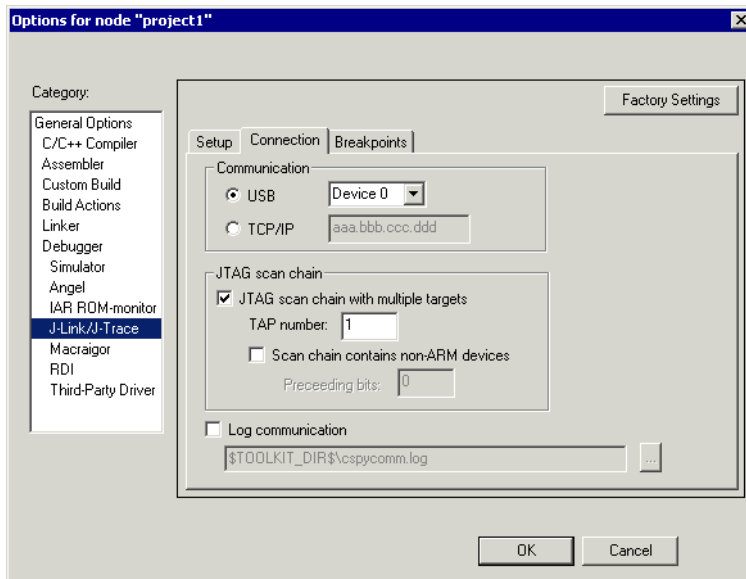 Options for node "project1"
Category:
General Options
C/C++ Compiler
Assembler
Custom Build
Build Actions
Linker
Debugger
Simulator
Angel
IAR ROM-monitor
J-Link/J-Trace
Macraigor
RDI
Third-Party Driver
Factory Settings
Setup Connection Breakpoints
Communication
USB Device 0
TCP/IP aaa.bbb.ccc.ddd
JTAG scan chain
JTAG scan chain with multiple targets
TAP number: 1
Scan chain contains non-ARM devices
Preceeding bits: 0
Log communication
$TOOLKIT_DIR$\cspycomm.log ...
OK Cancel